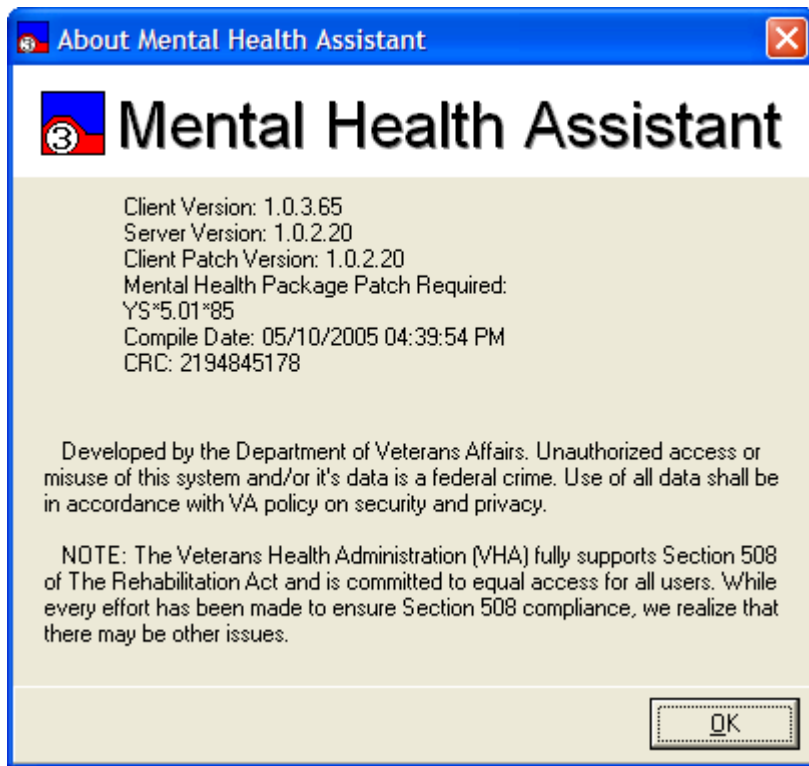 About Mental Health Assistant
3 Mental Health Assistant
Client Version: 1.0.3.65
Server Version: 1.0.2.20
Client Patch Version: 1.0.2.20
Mental Health Package Patch Required:
YS*5.01*85
Compile Date: 05/10/2005 04:39:54 PM
CRC: 2194845178
Developed by the Department of Veterans Affairs. Unauthorized access or
misuse of this system and/or it's data is a federal crime. Use of all data shall be
in accordance with VA policy on security and privacy.
NOTE: The Veterans Health Administration (VHA) fully supports Section 508
of The Rehabilitation Act and is committed to equal access for all users. While
every effort has been made to ensure Section 508 compliance, we realize that
there may be other issues.
OK